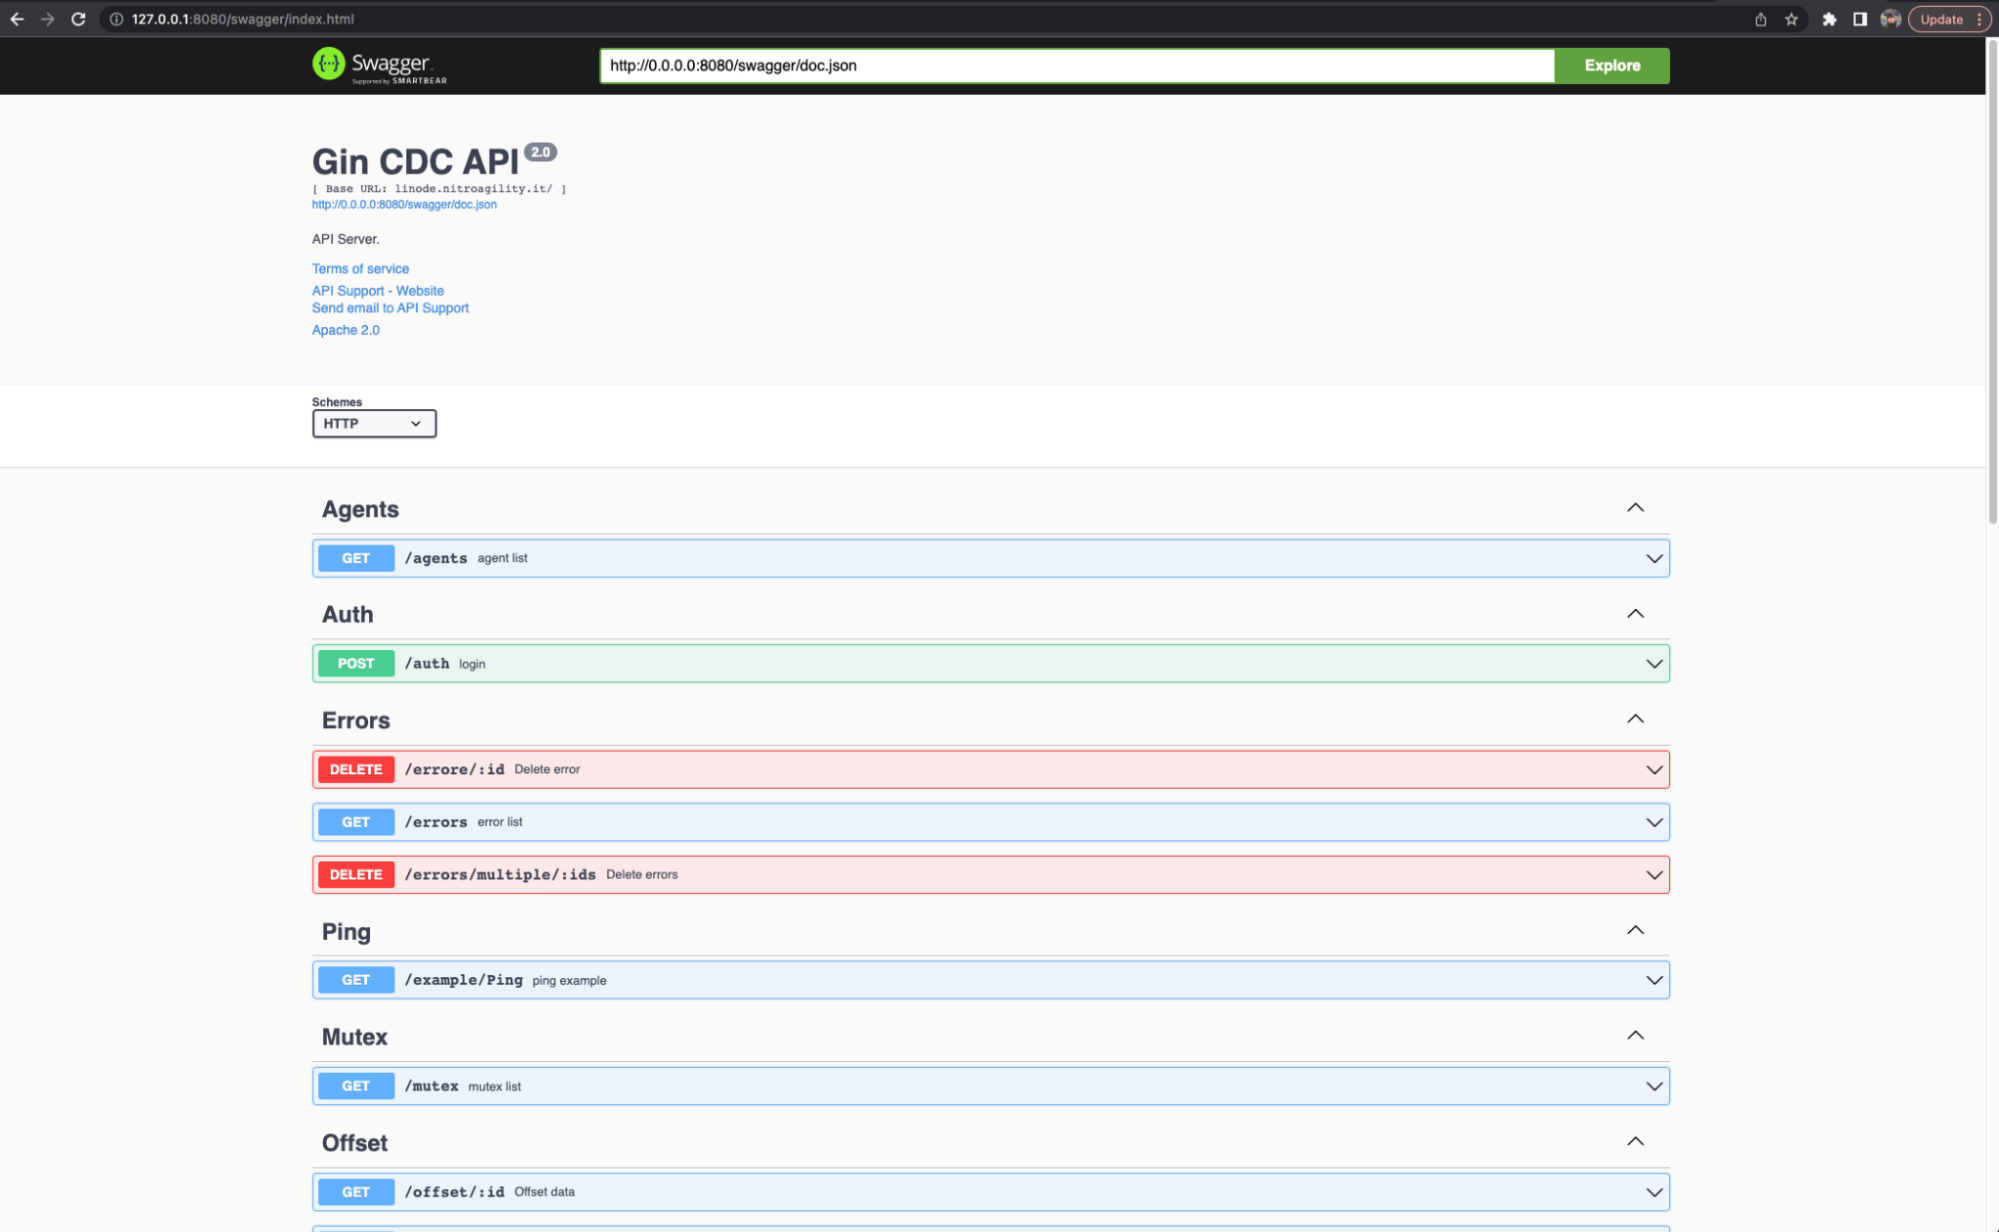 127.0.0.1:8080/swagger/index.html
Update
Swagger.
Supported by SMARTBEAR
http://0.0.0.0:8080/swagger/doc.json
Explore
Gin CDC API 2.0
[ Base URL: linode.nitroagility.it/ ]
http://0.0.0.0:8080/swagger/doc.json
API Server.
Terms of service
API Support - Website
Send email to API Support
Apache 2.0
Schemes
HTTP
Agents
GET /agents agent list
Auth
POST /auth login
Errors
DELETE /errore/:id Delete error
GET /errors error list
DELETE /errors/multiple/:ids Delete errors
Ping
GET /example/Ping ping example
Mutex
GET /mutex mutex list
Offset
GET /offset/:id Offset data